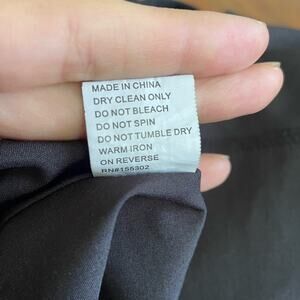 MADE IN CHINA
DRY CLEAN ONLY
DO NOT BLEACH
DO NOT SPIN
DO NOT TUMBLE DRY
WARM IRON
ON REVERSE
RN#155302